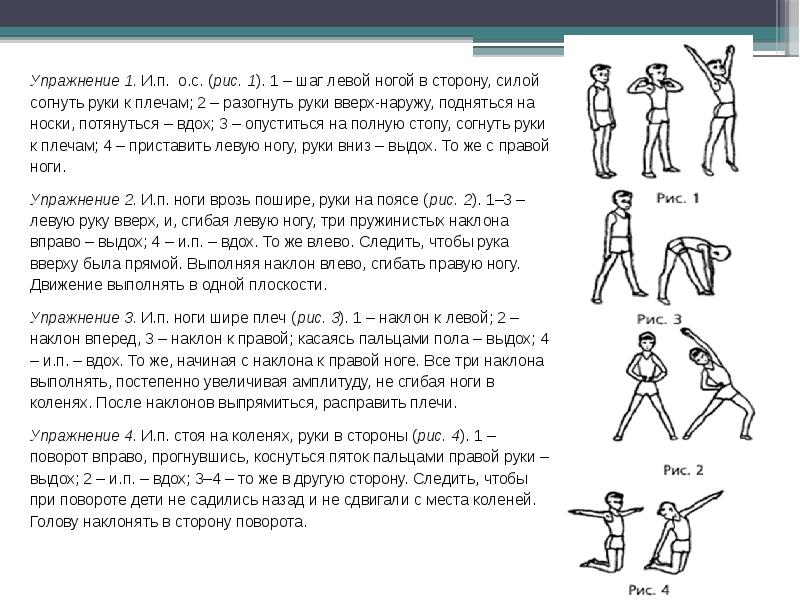 Упражнение 1. И.п.  о.с. (рис. 1). 1 – шаг левой ногой в сторону, силой
согнуть руки к плечам; 2 – разогнуть руки вверх-наружу, подняться на
носки, потянуться – вдох; 3 – опуститься на полную стопу, согнуть руки
к плечам; 4 – приставить левую ногу, руки вниз – выдох. То же с правой
ноги.
Упражнение 2. И.п. ноги врозь пошире, руки на поясе (рис. 2). 1–3 –
левую руку вверх, и, сгибая левую ногу, три пружинистых наклона
вправо – выдох; 4 – и.п. – вдох. То же влево. Следить, чтобы рука
вверху была прямой. Выполняя наклон влево, сгибать правую ногу.
Движение выполнять в одной плоскости.
Упражнение 3. И.п. ноги шире плеч (рис. 3). 1 – наклон к левой; 2 –
наклон вперед, 3 – наклон к правой; касаясь пальцами пола – выдох; 4
– и.п. – вдох. То же, начиная с наклона к правой ноге. Все три наклона
выполнять, постепенно увеличивая амплитуду, не сгибая ноги в
коленях. После наклонов выпрямиться, расправить плечи.
Упражнение 4. И.п. стоя на коленях, руки в стороны (рис. 4). 1 –
поворот вправо, прогнувшись, коснуться пяток пальцами правой руки –
выдох; 2 – и.п. – вдох; 3–4 – то же в другую сторону. Следить, чтобы
при повороте дети не садились назад и не сдвигали с места коленей.
Голову наклонять в сторону поворота.
Рис. 1
Рис. 3
Рис. 2
Рис. 4